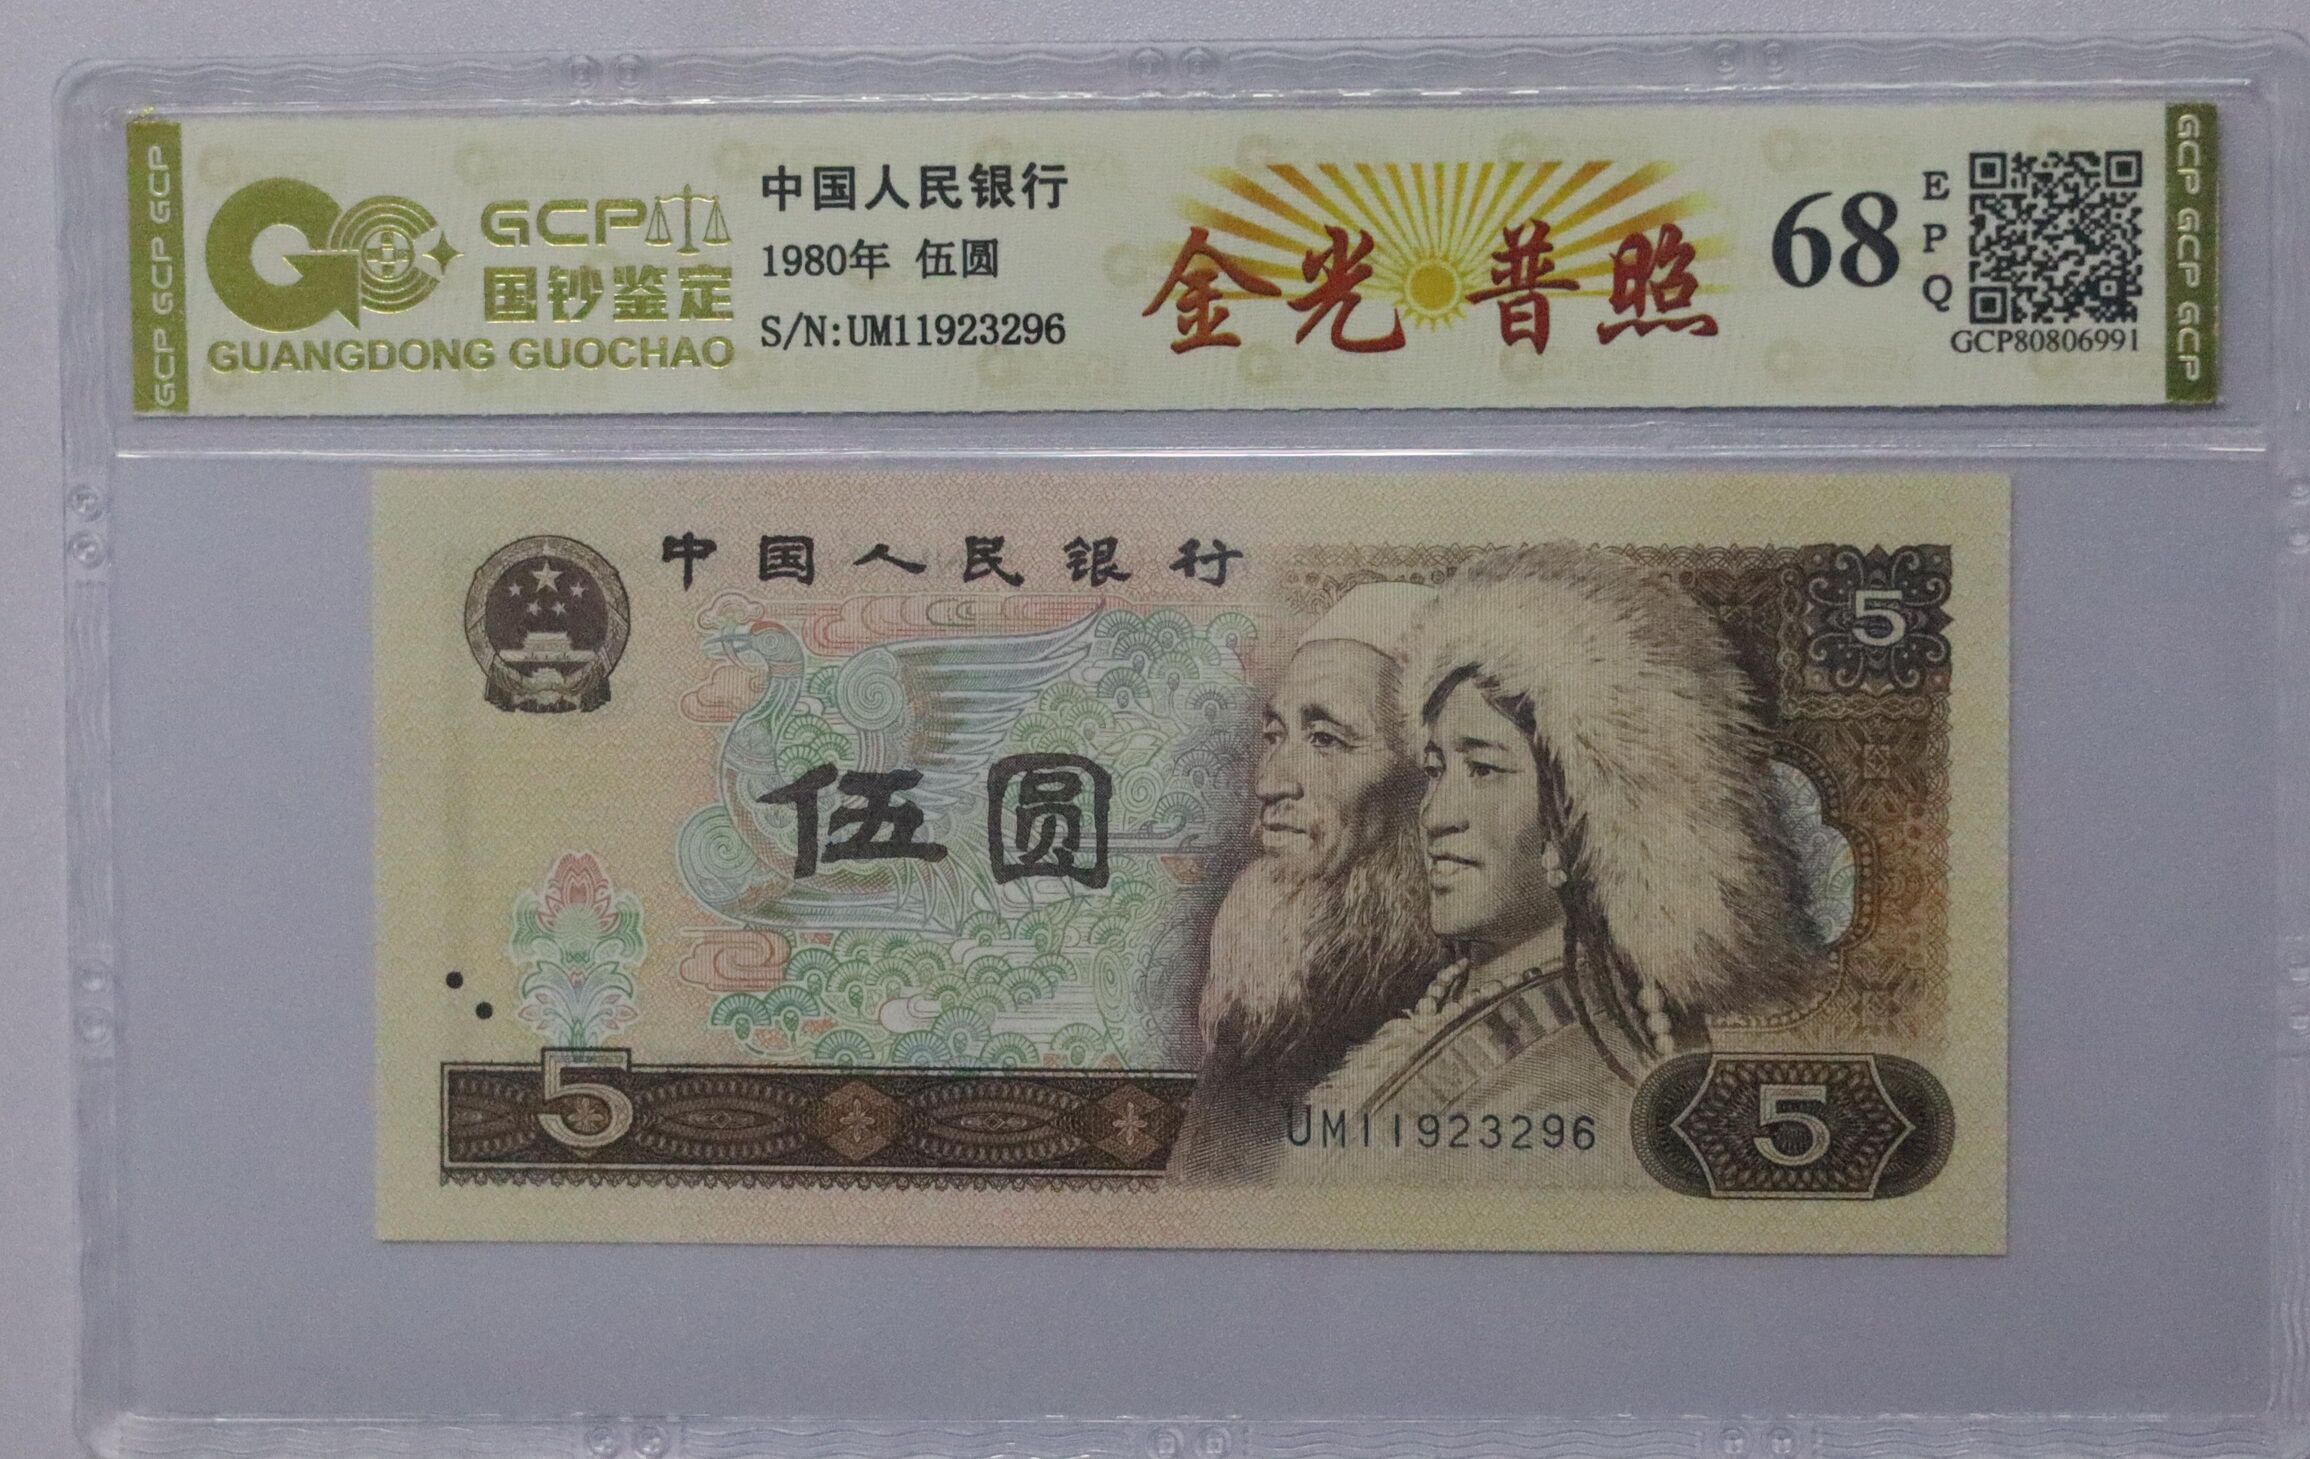 GCP GCP GCP
GCP
国钞鉴定
GUANGDONG GUOCHAO
中国人民银行
1980年 伍圆
S/N:UM11923296
金光普照
68
EPQ
GCP80806991
GCP GCP GCP GCP
中国人民银行
5
伍圆
5
UM11923296
5